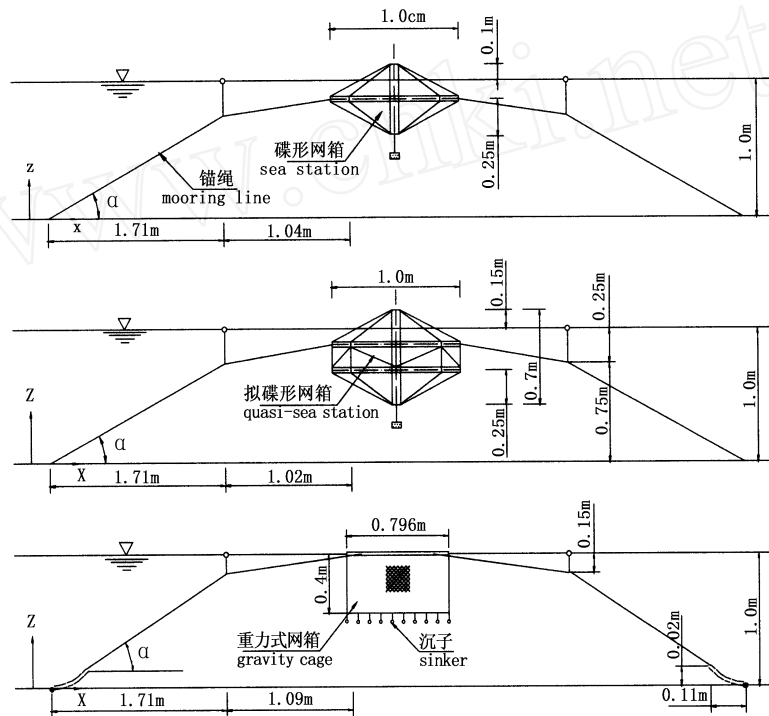 1.0cm
0.1m
碟形网箱
sea station
锚绳
mooring line
0.25m
1.0m
z
α
x
1.71m
1.04m
www.cnki.net
1.0m
0.15m
0.25m
拟碟形网箱
quasi-sea station
0.25m
0.7m
0.75m
1.0m
Z
α
X
1.71m
1.02m
0.796m
0.15m
0.4m
重力式网箱
gravity cage
沉子
sinker
0.02m
1.0m
Z
α
X
1.71m
1.09m
0.11m